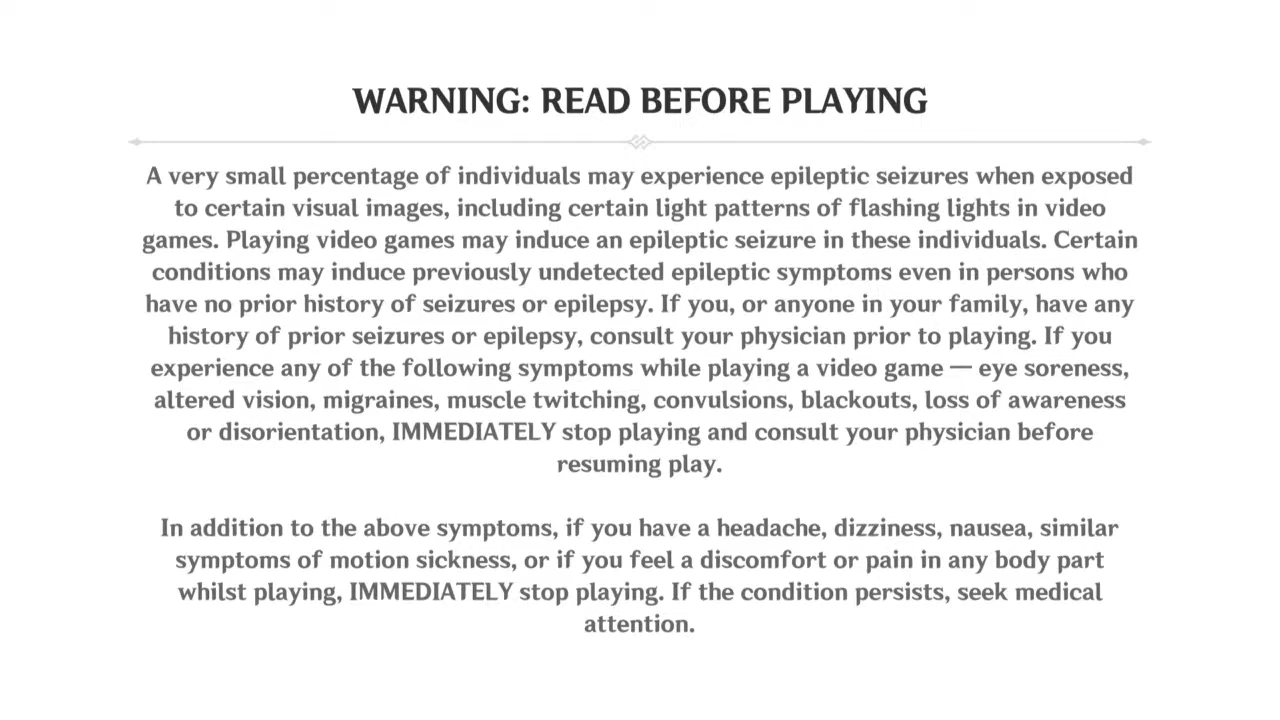 WARNING: READ BEFORE PLAYING
A very small percentage of individuals may experience epileptic seizures when exposed
to certain visual images, including certain light patterns of flashing lights in video
games. Playing video games may induce an epileptic seizure in these individuals. Certain
conditions may induce previously undetected epileptic symptoms even in persons who
have no prior history of seizures or epilepsy. If you, or anyone in your family, have any
history of prior seizures or epilepsy, consult your physician prior to playing. If you
experience any of the following symptoms while playing a video game — eye soreness,
altered vision, migraines, muscle twitching, convulsions, blackouts, loss of awareness
or disorientation, IMMEDIATELY stop playing and consult your physician before
resuming play.
In addition to the above symptoms, if you have a headache, dizziness, nausea, similar
symptoms of motion sickness, or if you feel a discomfort or pain in any body part
whilst playing, IMMEDIATELY stop playing. If the condition persists, seek medical
attention.